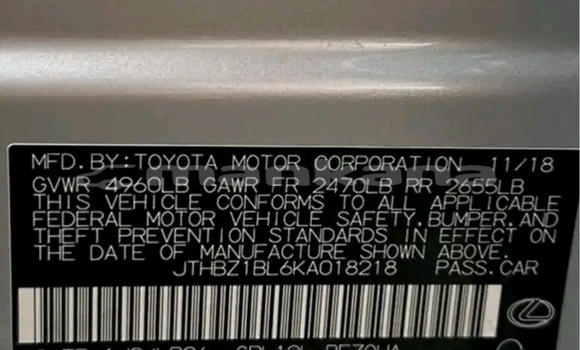 MFD. BY: TOYOTA MOTOR CORPORATION 11/18
GVWR 4960LB GAWR FR 2470LB RR 2655LB
THIS VEHICLE CONFORMS TO ALL APPLICABLE
FEDERAL MOTOR VEHICLE SAFETY, BUMPER, AND
THEFT PREVENTION STANDARDS IN EFFECT ON
THE DATE OF MANUFACTURE SHOWN ABOVE.
JTHBZ1BL6KA018218 PASS.CAR